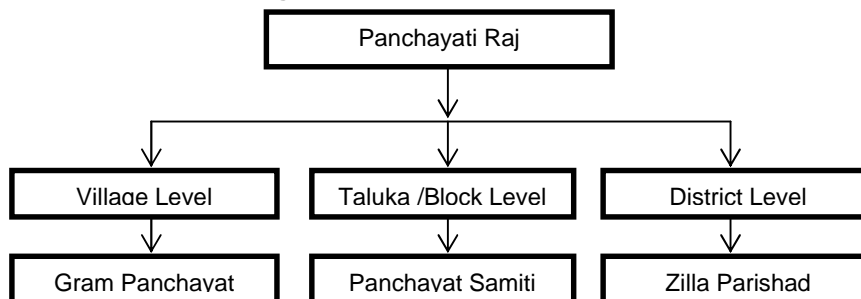 Panchayati Raj
Village Level
Taluka /Block Level
District Level
Gram Panchayat
Panchayat Samiti
Zilla Parishad